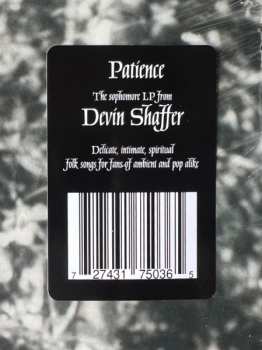 Patience
The sophomore LP from
Devin Shaffer
Delicate, intimate, spiritual
folk songs for fans of ambient and pop alike
7 27431 75036 5